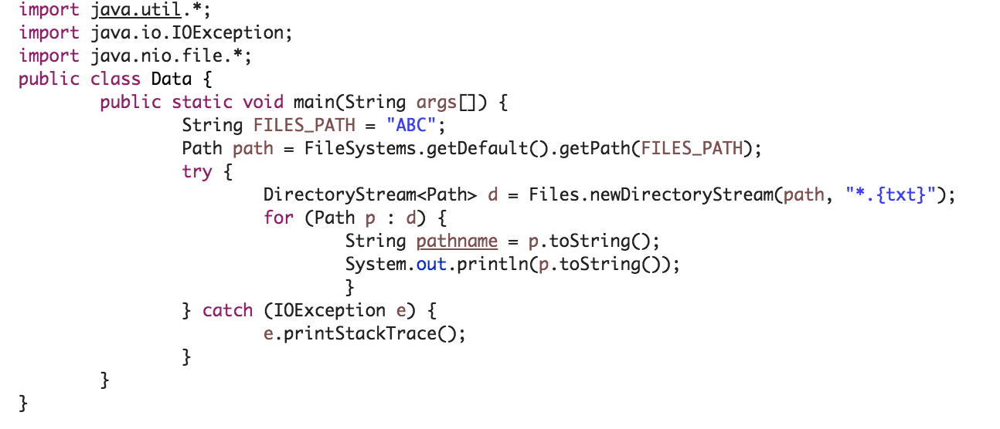 import java.util.*;
import java.io.IOException;
import java.nio.file.*;
public class Data {
        public static void main(String args[]) {
                String FILES_PATH = "ABC";
                Path path = FileSystems.getDefault().getPath(FILES_PATH);
                try {
                        DirectoryStream<Path> d = Files.newDirectoryStream(path, "*.{txt}");
                        for (Path p : d) {
                                String pathname = p.toString();
                                System.out.println(p.toString());
                                }
                } catch (IOException e) {
                        e.printStackTrace();
                }
        }
}